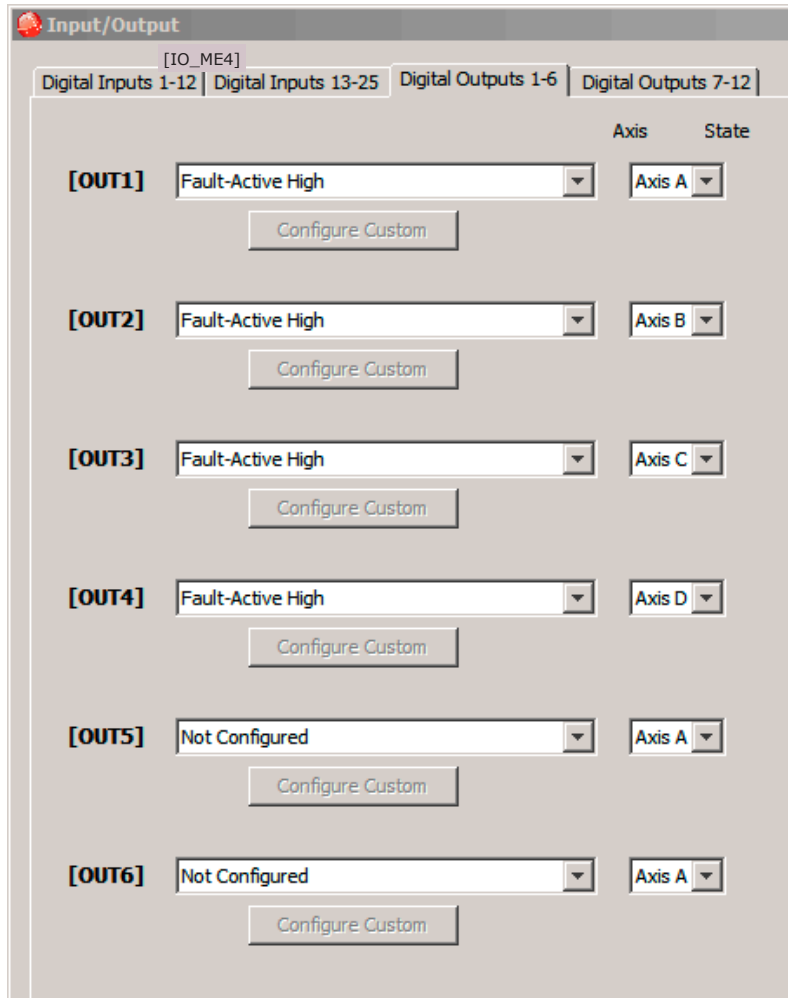 Input/Output
[IO_ME4]
Digital Inputs 1-12 Digital Inputs 13-25 Digital Outputs 1-6 Digital Outputs 7-12
Axis State
[OUT1] Fault-Active High Axis A
Configure Custom
[OUT2] Fault-Active High Axis B
Configure Custom
[OUT3] Fault-Active High Axis C
Configure Custom
[OUT4] Fault-Active High Axis D
Configure Custom
[OUT5] Not Configured Axis A
Configure Custom
[OUT6] Not Configured Axis A
Configure Custom